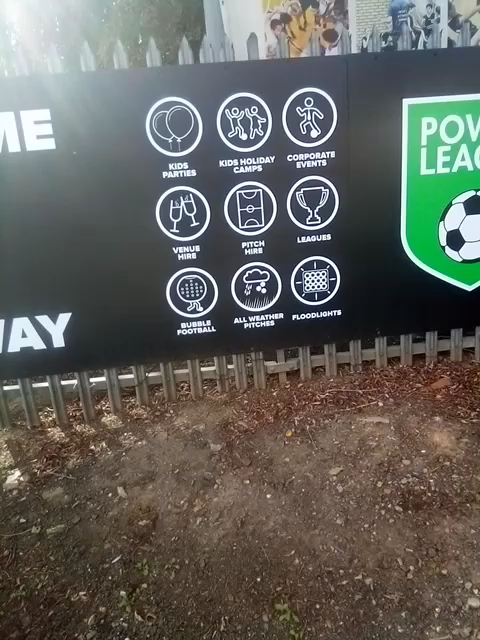 ME
KIDS
PARTIES
KIDS HOLIDAY
CAMPS
CORPORATE
EVENTS
VENUE
HIRE
PITCH
HIRE
LEAGUES
BUBBLE
FOOTBALL
ALL WEATHER
PITCHES
FLOODLIGHTS
WAY
POW
LEAG